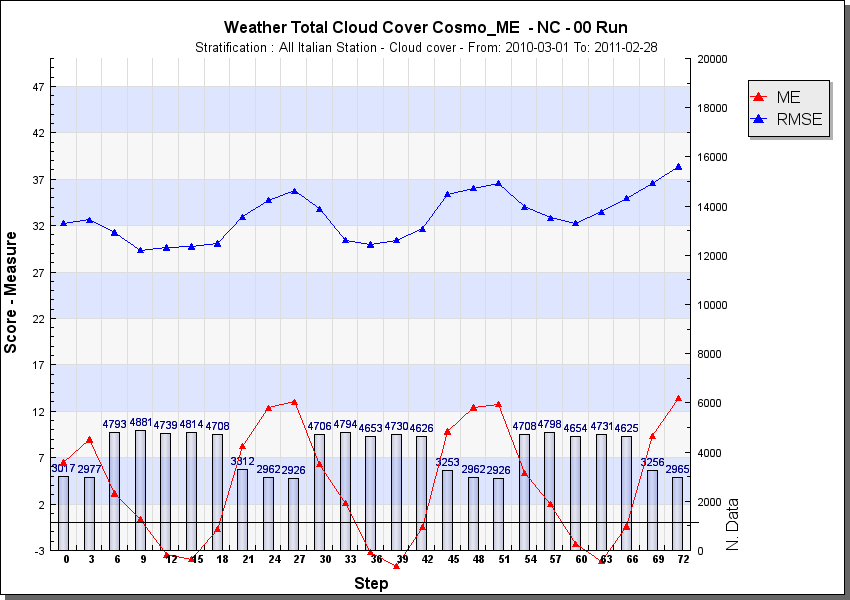 Weather Total Cloud Cover Cosmo_ME - NC - 00 Run
Stratification : All Italian Station - Cloud cover - From: 2010-03-01 To: 2011-02-28
ME
RMSE
Score - Measure
47
42
37
32
27
22
17
12
7
2
-3
20000
18000
16000
14000
12000
10000
8000
6000
4000
2000
0
N. Data
3017 2977 4793 4881 4739 4814 4708 3312 2962 2926 4706 4794 4653 4730 4626 3253 2962 2926 4708 4798 4654 4731 4625 3256 2965
0 3 6 9 12 15 18 21 24 27 30 33 36 39 42 45 48 51 54 57 60 63 66 69 72
Step